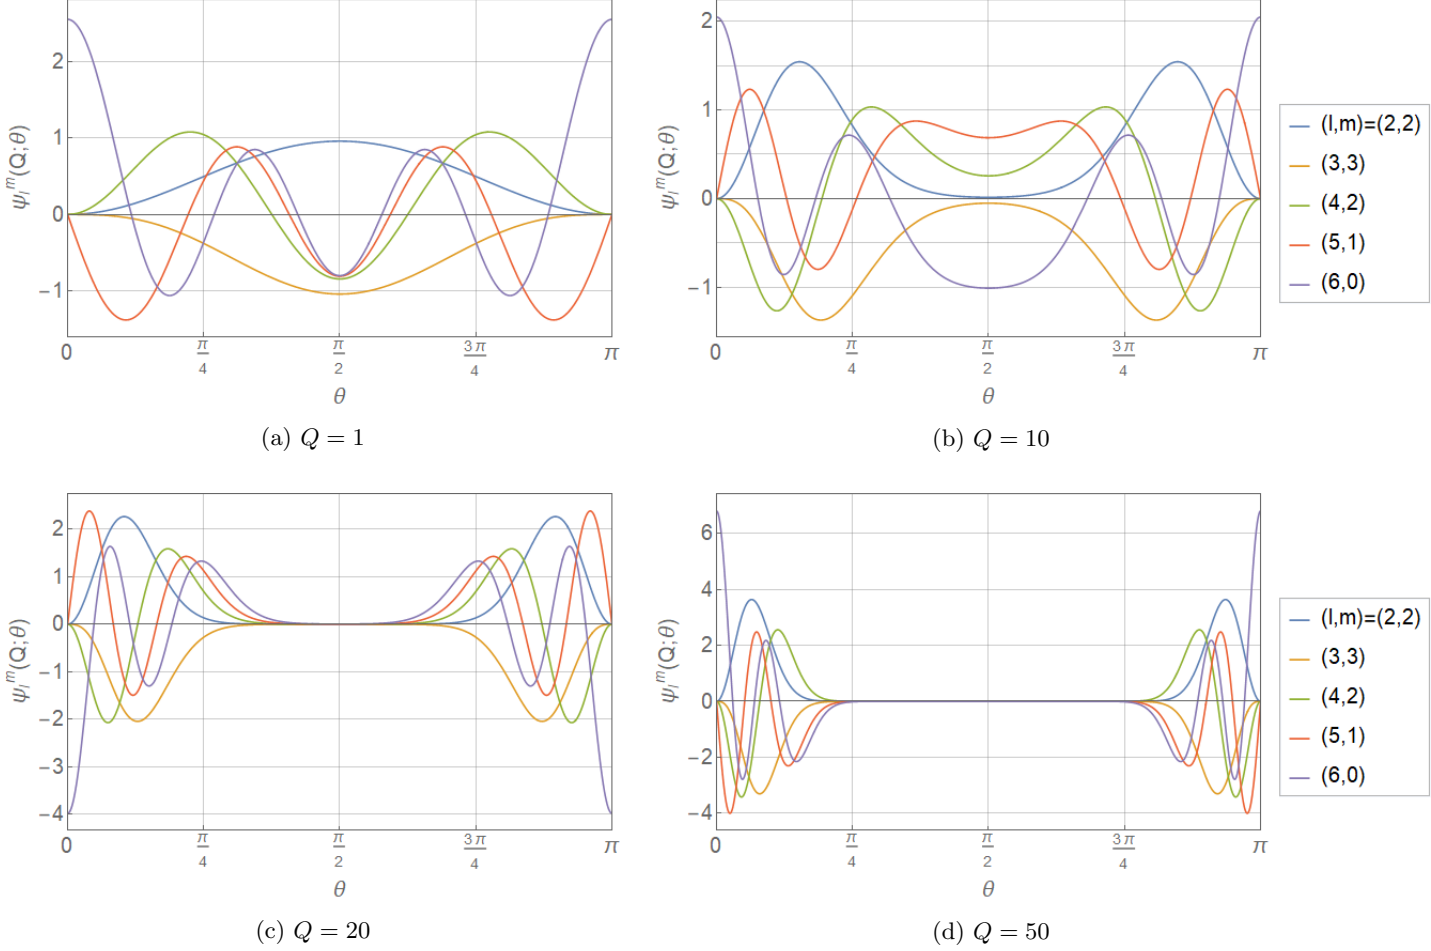 2
1
0
−1
ψ_l^m(Q;θ)
0
π/4
π/2
3π/4
π
θ
(a) Q = 1
2
1
0
−1
ψ_l^m(Q;θ)
0
π/4
π/2
3π/4
π
θ
(b) Q = 10
(l,m)=(2,2)
(3,3)
(4,2)
(5,1)
(6,0)
2
1
0
−1
−2
−3
−4
ψ_l^m(Q;θ)
0
π/4
π/2
3π/4
π
θ
(c) Q = 20
6
4
2
0
−2
−4
ψ_l^m(Q;θ)
0
π/4
π/2
3π/4
π
θ
(d) Q = 50
(l,m)=(2,2)
(3,3)
(4,2)
(5,1)
(6,0)